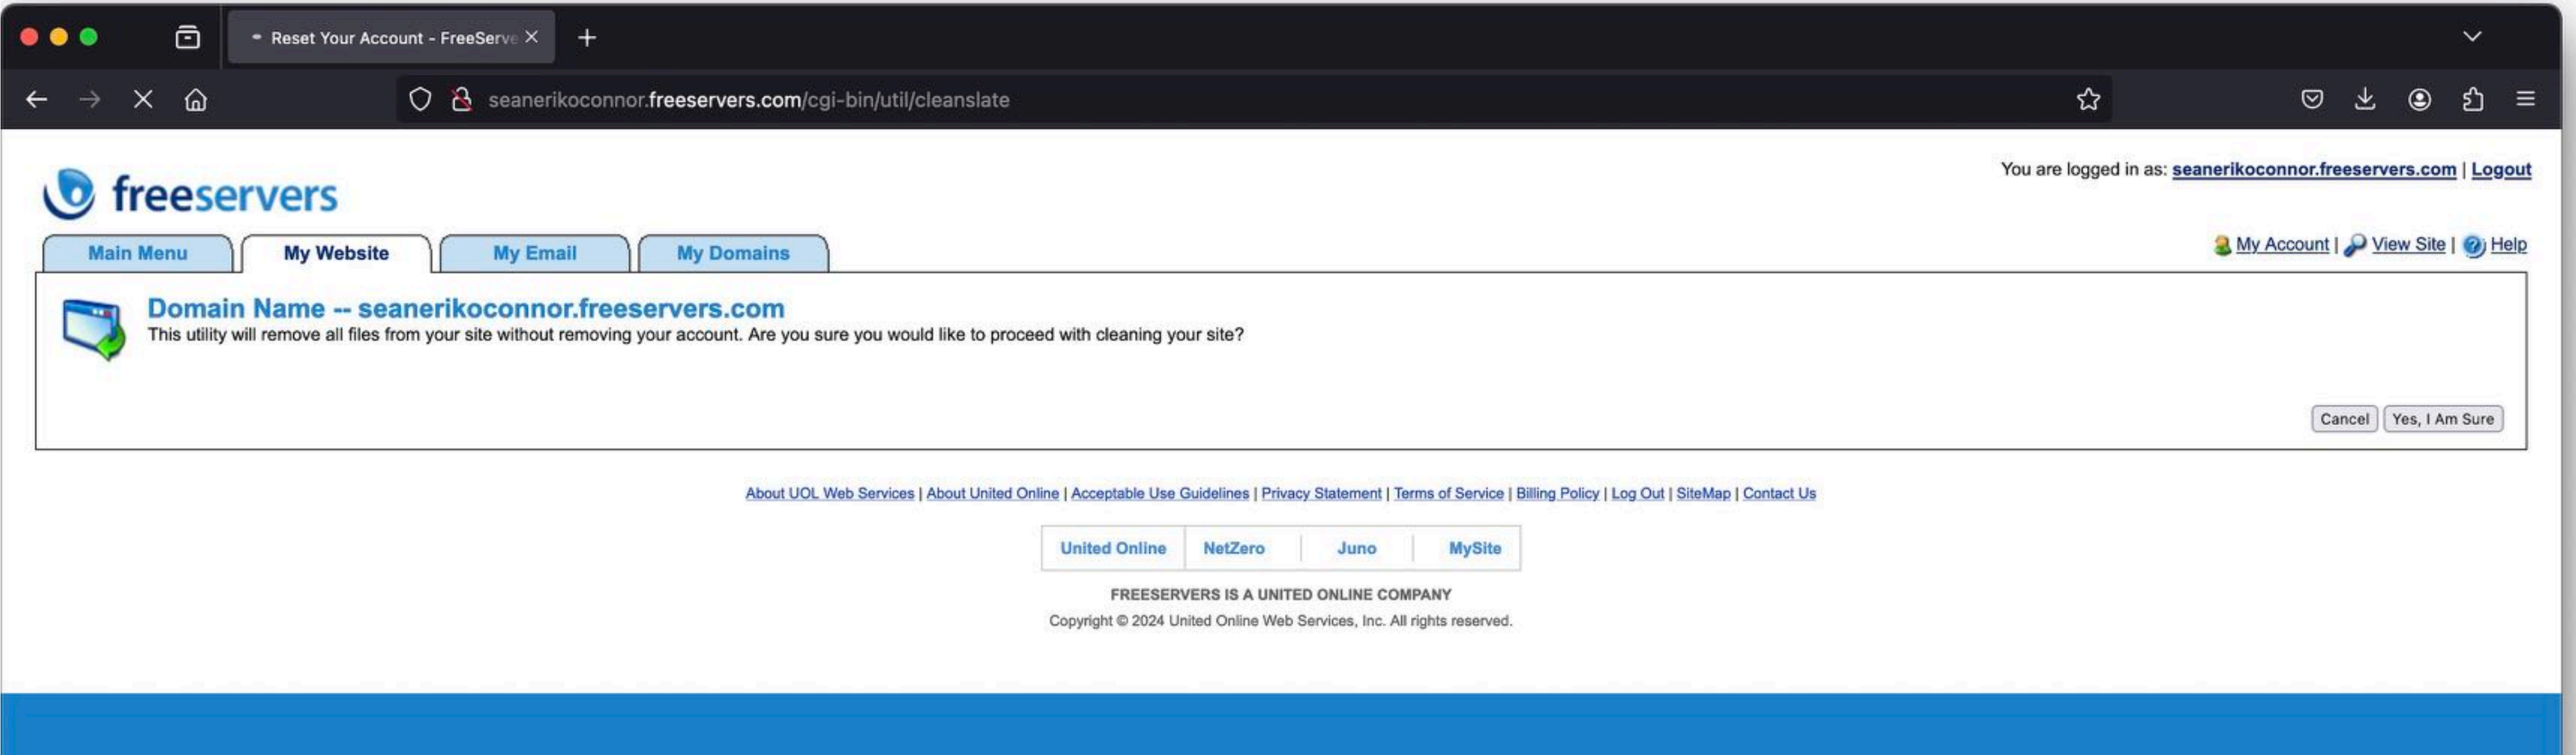 Reset Your Account - FreeServe
seanerikoconnor.freeservers.com/cgi-bin/util/cleanslate
You are logged in as: seanerikoconnor.freeservers.com | Logout
freeservers
Main Menu My Website My Email My Domains
My Account | View Site | Help
Domain Name -- seanerikoconnor.freeservers.com
This utility will remove all files from your site without removing your account. Are you sure you would like to proceed with cleaning your site?
Cancel Yes, I Am Sure
About UOL Web Services | About United Online | Acceptable Use Guidelines | Privacy Statement | Terms of Service | Billing Policy | Log Out | SiteMap | Contact Us
United Online NetZero Juno MySite
FREESERVERS IS A UNITED ONLINE COMPANY
Copyright © 2024 United Online Web Services, Inc. All rights reserved.